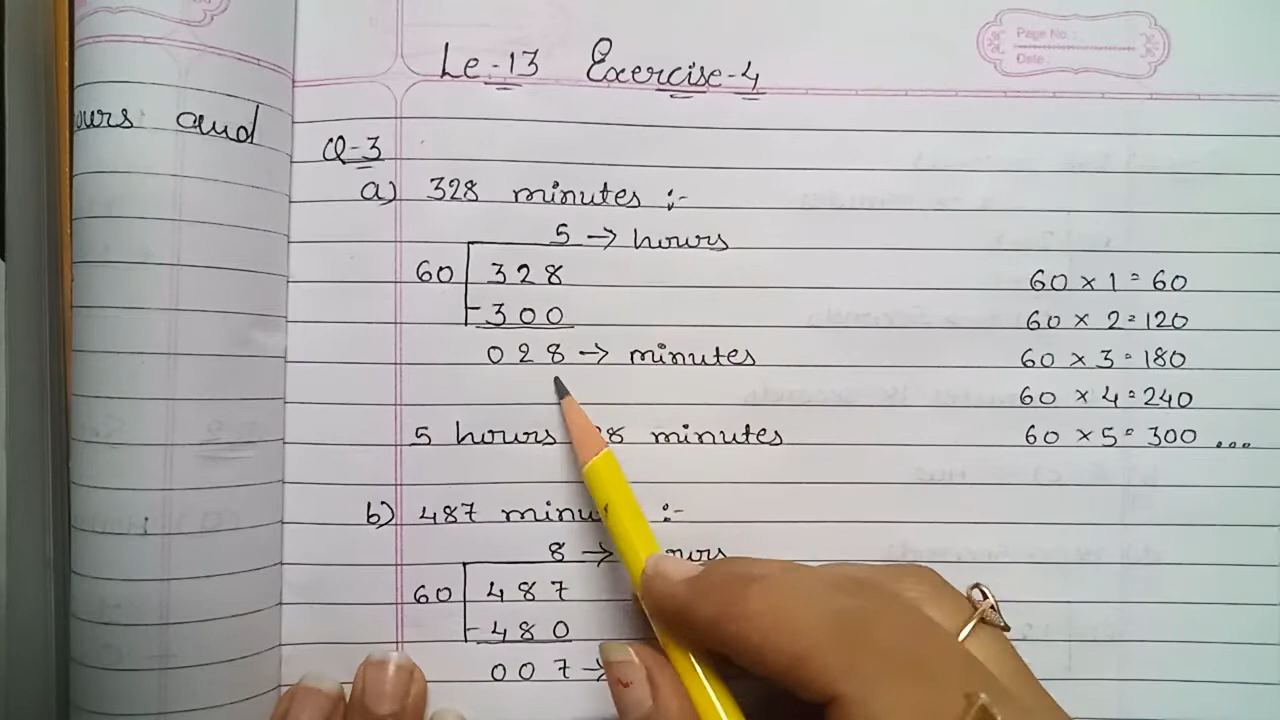 Page No.:
Date:
Le-13 Exercise-4
and
Q-3
a) 328 minutes :-
5 → hours
60 328
-300
028 → minutes
5 hours 28 minutes
60 × 1 = 60
60 × 2 = 120
60 × 3 = 180
60 × 4 = 240
60 × 5 = 300 ...
b) 487 :-
8 →
60 487
-480
007 →